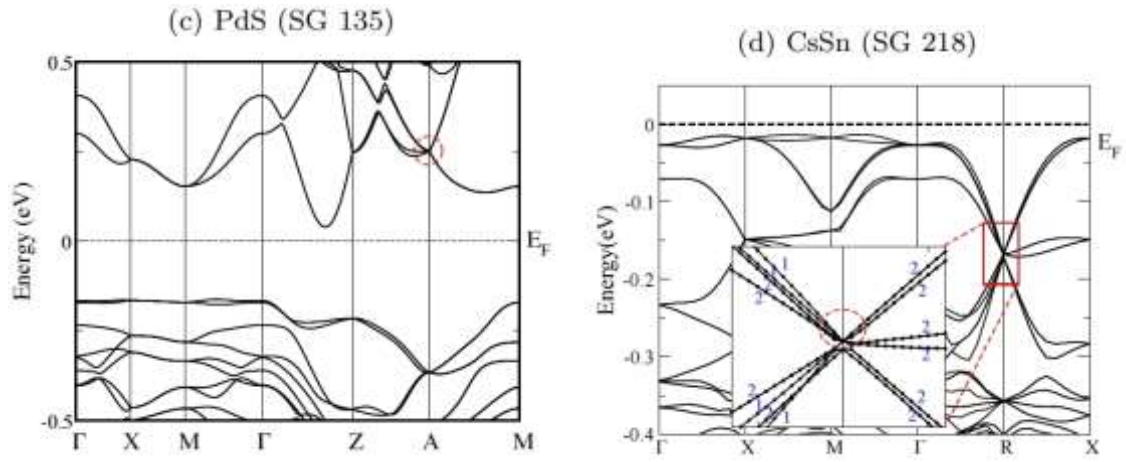 (c) PdS (SG 135)
0.5
0
-0.5
Energy (eV)
E_F
Γ X M Γ Z A M
(d) CsSn (SG 218)
0
-0.1
-0.2
-0.3
-0.4
Energy(eV)
E_F
1
2
2
2
2
2
2
2
1
1
2
2
Γ X M Γ R X